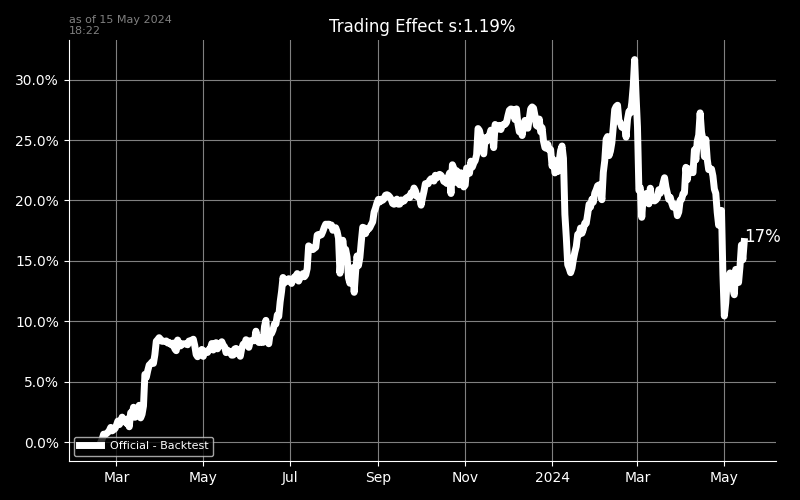 as of 15 May 2024
18:22
Trading Effect s:1.19%
30.0%
25.0%
20.0%
15.0%
10.0%
5.0%
0.0%
17%
Official - Backtest
Mar May Jul Sep Nov 2024 Mar May